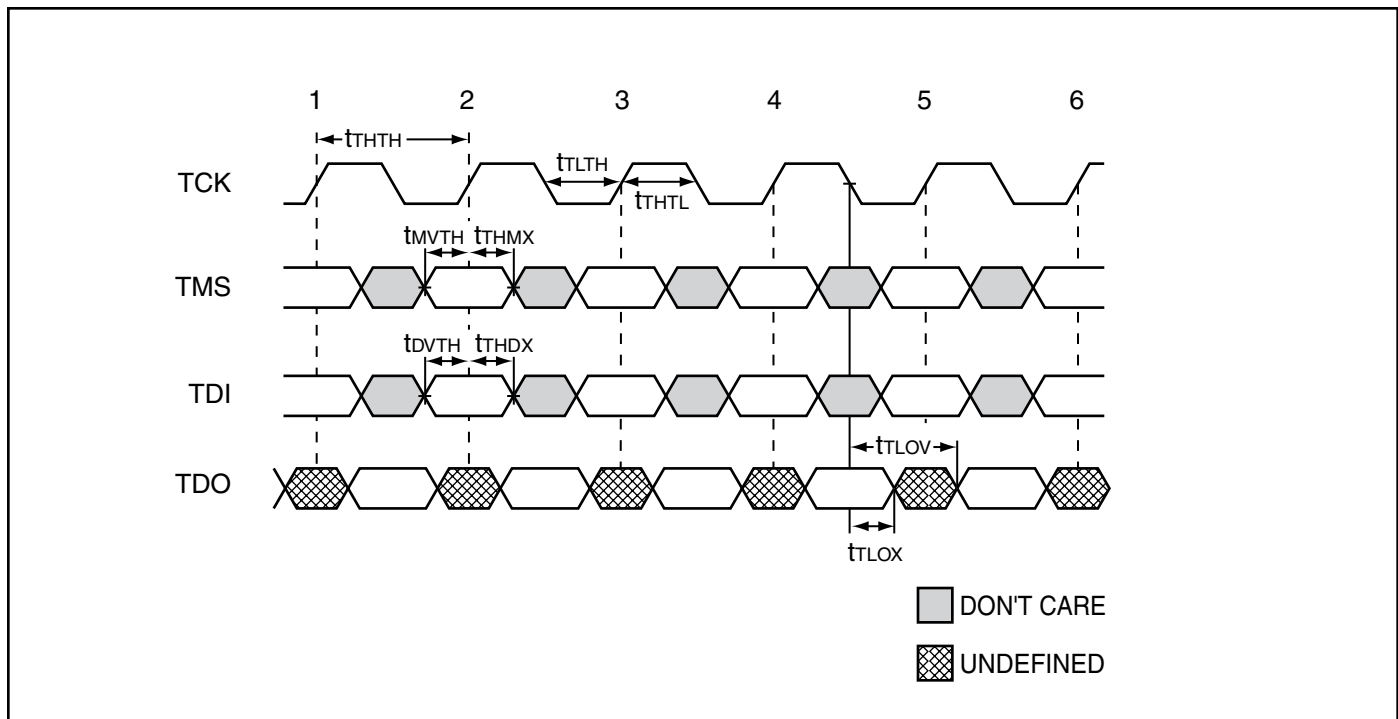 1 2 3 4 5 6
tTHTH
TCK
tTLTH
tTHTL
tMVTH tTHMX
TMS
tDVTH tTHDX
TDI
tTLOV
TDO
tTLOX
DON'T CARE
UNDEFINED